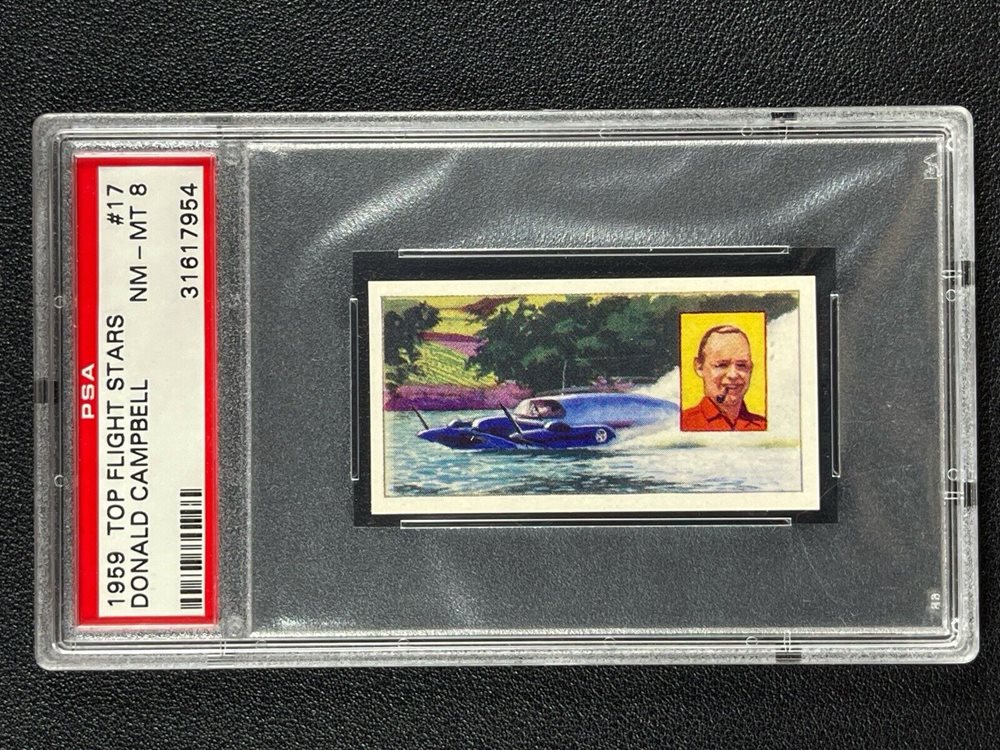 1959 TOP FLIGHT STARS #17
DONALD CAMPBELL NM - MT 8
31617954
PSA